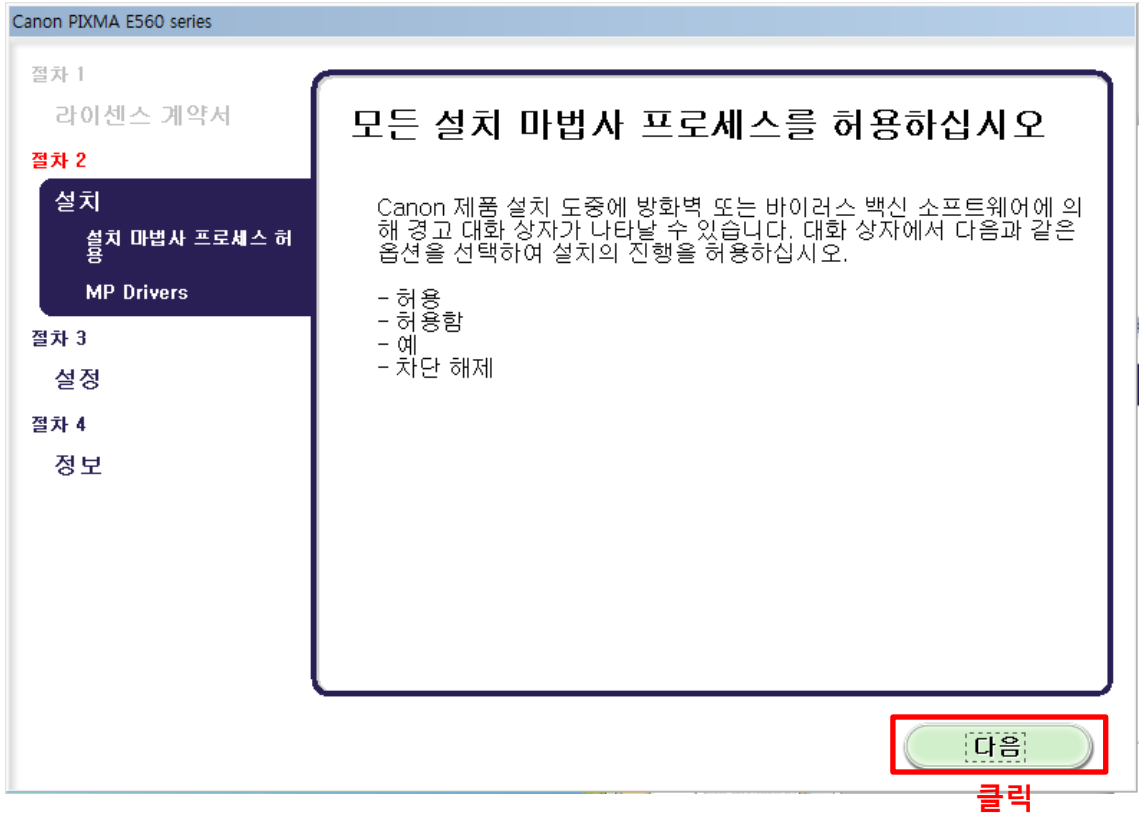 Canon PIXMA E560 series
절차 1
라이센스 계약서
절차 2
설치
설치 마법사 프로세스 허
용
MP Drivers
절차 3
설정
절차 4
정보
모든 설치 마법사 프로세스를 허용하십시오
Canon 제품 설치 도중에 방화벽 또는 바이러스 백신 소프트웨어에 의
해 경고 대화 상자가 나타날 수 있습니다. 대화 상자에서 다음과 같은
옵션을 선택하여 설치의 진행을 허용하십시오.
- 허용
- 허용함
- 예
- 차단 해제
다음
클릭